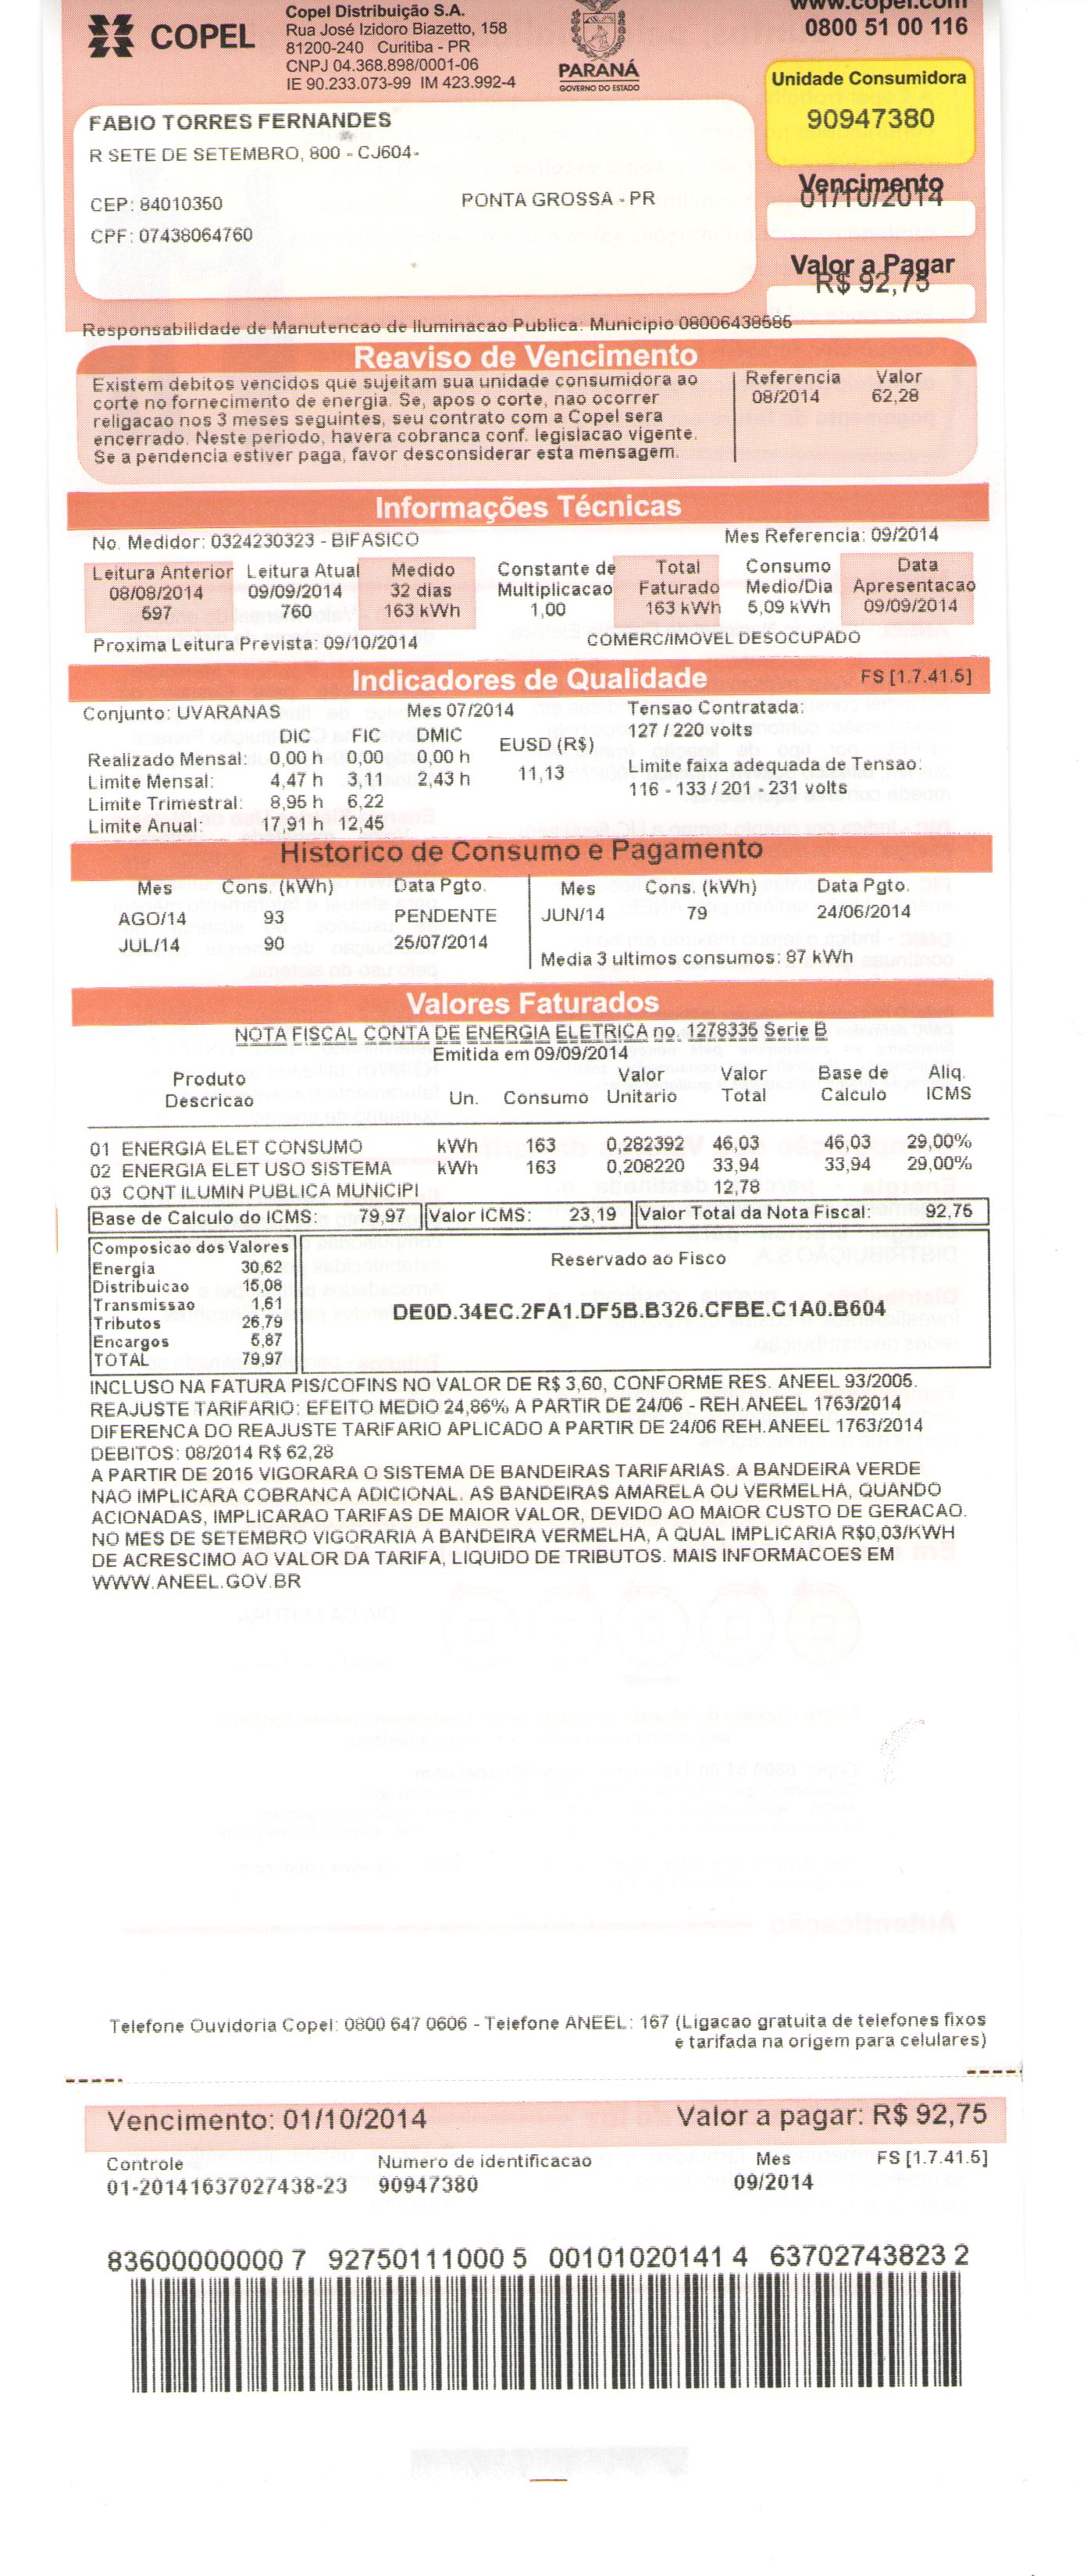 COPEL
Copel Distribuição S.A.
Rua José Izidoro Biazetto, 158
81200-240 Curitiba - PR
CNPJ 04.368.898/0001-06
IE 90.233.073-99 IM 423.992-4
PARANÁ
GOVERNO DO ESTADO
www.copel.com
0800 51 00 116
Unidade Consumidora
90947380
FABIO TORRES FERNANDES
R SETE DE SETEMBRO, 800 - CJ604-
CEP: 84010350 PONTA GROSSA - PR
CPF: 07438064760
Vencimento
01/10/2014
Valor a Pagar
R$ 92,75
Responsabilidade de Manutencao de Iluminacao Publica: Municipio 08006438585
Reaviso de Vencimento
Existem debitos vencidos que sujeitam sua unidade consumidora ao
corte no fornecimento de energia. Se, apos o corte, nao ocorrer
religacao nos 3 meses seguintes, seu contrato com a Copel sera
encerrado. Neste periodo, havera cobranca conf. legislacao vigente.
Se a pendencia estiver paga, favor desconsiderar esta mensagem.
Referencia Valor
08/2014 62,28
Informações Técnicas
No. Medidor: 0324230323 - BIFASICO Mes Referencia: 09/2014
Leitura Anterior Leitura Atual Medido Constante de Total Consumo Data
08/08/2014 09/09/2014 32 dias Multiplicacao Faturado Medio/Dia Apresentacao
597 760 163 kWh 1,00 163 kWh 5,09 kWh 09/09/2014
Proxima Leitura Prevista: 09/10/2014 COMERC/IMOVEL DESOCUPADO
Indicadores de Qualidade FS [1.7.41.5]
Conjunto: UVARANAS Mes 07/2014 Tensao Contratada:
DIC FIC DMIC 127 / 220 volts
Realizado Mensal: 0,00 h 0,00 0,00 h EUSD (R$)
Limite Mensal: 4,47 h 3,11 2,43 h 11,13 Limite faixa adequada de Tensao:
Limite Trimestral: 8,95 h 6,22 116 - 133 / 201 - 231 volts
Limite Anual: 17,91 h 12,45
Historico de Consumo e Pagamento
Mes Cons. (kWh) Data Pgto. Mes Cons. (kWh) Data Pgto.
AGO/14 93 PENDENTE JUN/14 79 24/06/2014
JUL/14 90 25/07/2014
Media 3 ultimos consumos: 87 kWh
Valores Faturados
NOTA FISCAL CONTA DE ENERGIA ELETRICA no. 1278335 Serie B
Emitida em 09/09/2014
Produto Valor Valor Base de Aliq.
Descricao Un. Consumo Unitario Total Calculo ICMS
01 ENERGIA ELET CONSUMO kWh 163 0,282392 46,03 46,03 29,00%
02 ENERGIA ELET USO SISTEMA kWh 163 0,208220 33,94 33,94 29,00%
03 CONT ILUMIN PUBLICA MUNICIPI 12,78
Base de Calculo do ICMS: 79,97 Valor ICMS: 23,19 Valor Total da Nota Fiscal: 92,75
Composicao dos Valores
Energia 30,62
Distribuicao 15,08
Transmissao 1,61
Tributos 26,79
Encargos 5,87
TOTAL 79,97
Reservado ao Fisco
DE0D.34EC.2FA1.DF5B.B326.CFBE.C1A0.B604
INCLUSO NA FATURA PIS/COFINS NO VALOR DE R$ 3,60, CONFORME RES. ANEEL 93/2005.
REAJUSTE TARIFARIO: EFEITO MEDIO 24,86% A PARTIR DE 24/06 - REH.ANEEL 1763/2014
DIFERENCA DO REAJUSTE TARIFARIO APLICADO A PARTIR DE 24/06 REH.ANEEL 1763/2014
DEBITOS: 08/2014 R$ 62,28
A PARTIR DE 2015 VIGORARA O SISTEMA DE BANDEIRAS TARIFARIAS. A BANDEIRA VERDE
NAO IMPLICARA COBRANCA ADICIONAL. AS BANDEIRAS AMARELA OU VERMELHA, QUANDO
ACIONADAS, IMPLICARAO TARIFAS DE MAIOR VALOR, DEVIDO AO MAIOR CUSTO DE GERACAO.
NO MES DE SETEMBRO VIGORARIA A BANDEIRA VERMELHA, A QUAL IMPLICARIA R$0,03/KWH
DE ACRESCIMO AO VALOR DA TARIFA, LIQUIDO DE TRIBUTOS. MAIS INFORMACOES EM
WWW.ANEEL.GOV.BR
Telefone Ouvidoria Copel: 0800 647 0606 - Telefone ANEEL: 167 (Ligacao gratuita de telefones fixos
e tarifada na origem para celulares)
Vencimento: 01/10/2014 Valor a pagar: R$ 92,75
Controle Numero de identificacao Mes FS [1.7.41.5]
01-20141637027438-23 90947380 09/2014
83600000000 7 92750111000 5 00101020141 4 63702743823 2